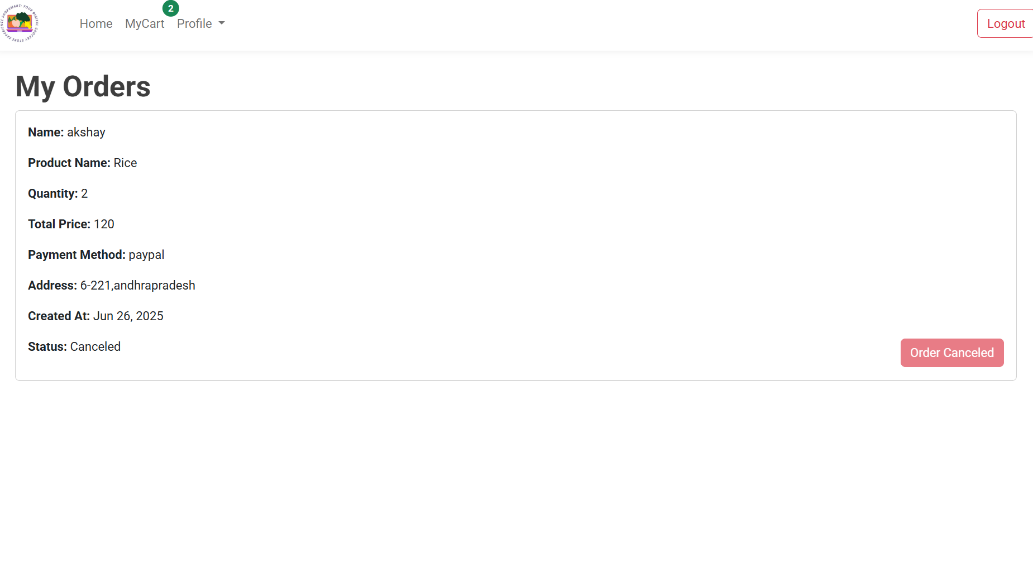 Home MyCart 2 Profile Logout
My Orders
Name: akshay
Product Name: Rice
Quantity: 2
Total Price: 120
Payment Method: paypal
Address: 6-221,andhrapradesh
Created At: Jun 26, 2025
Status: Canceled
Order Canceled